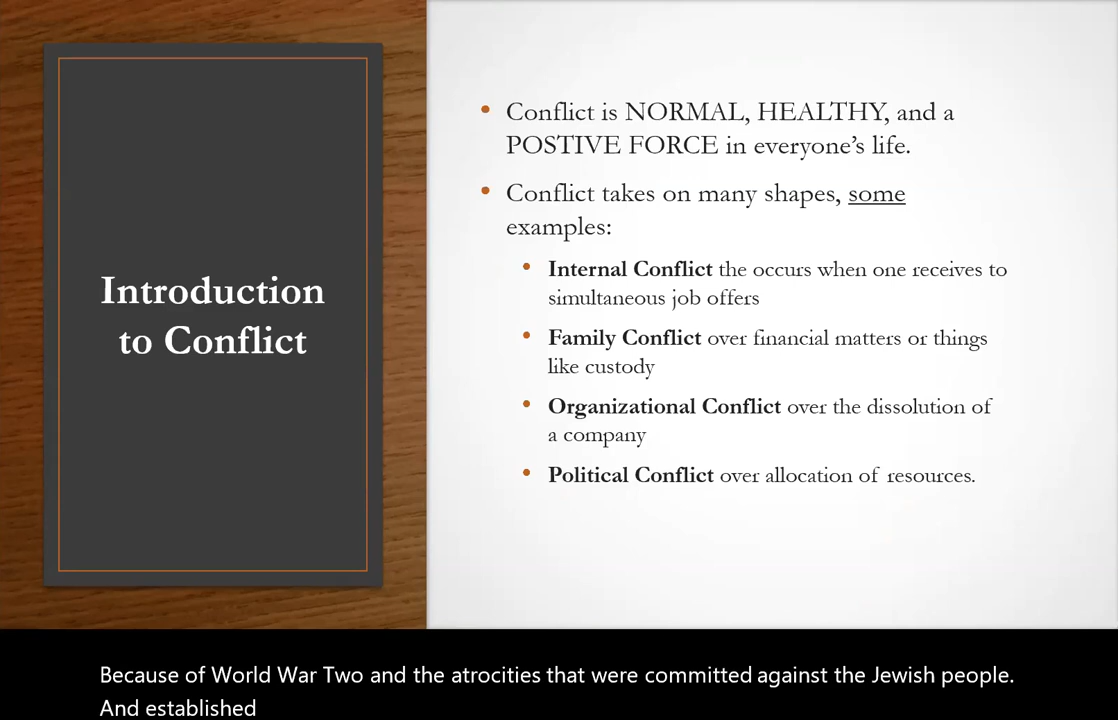 Introduction
to Conflict
• Conflict is NORMAL, HEALTHY, and a
POSTIVE FORCE in everyone’s life.
• Conflict takes on many shapes, some
examples:
• Internal Conflict the occurs when one receives to
simultaneous job offers
• Family Conflict over financial matters or things
like custody
• Organizational Conflict over the dissolution of
a company
• Political Conflict over allocation of resources.
Because of World War Two and the atrocities that were committed against the Jewish people.
And established